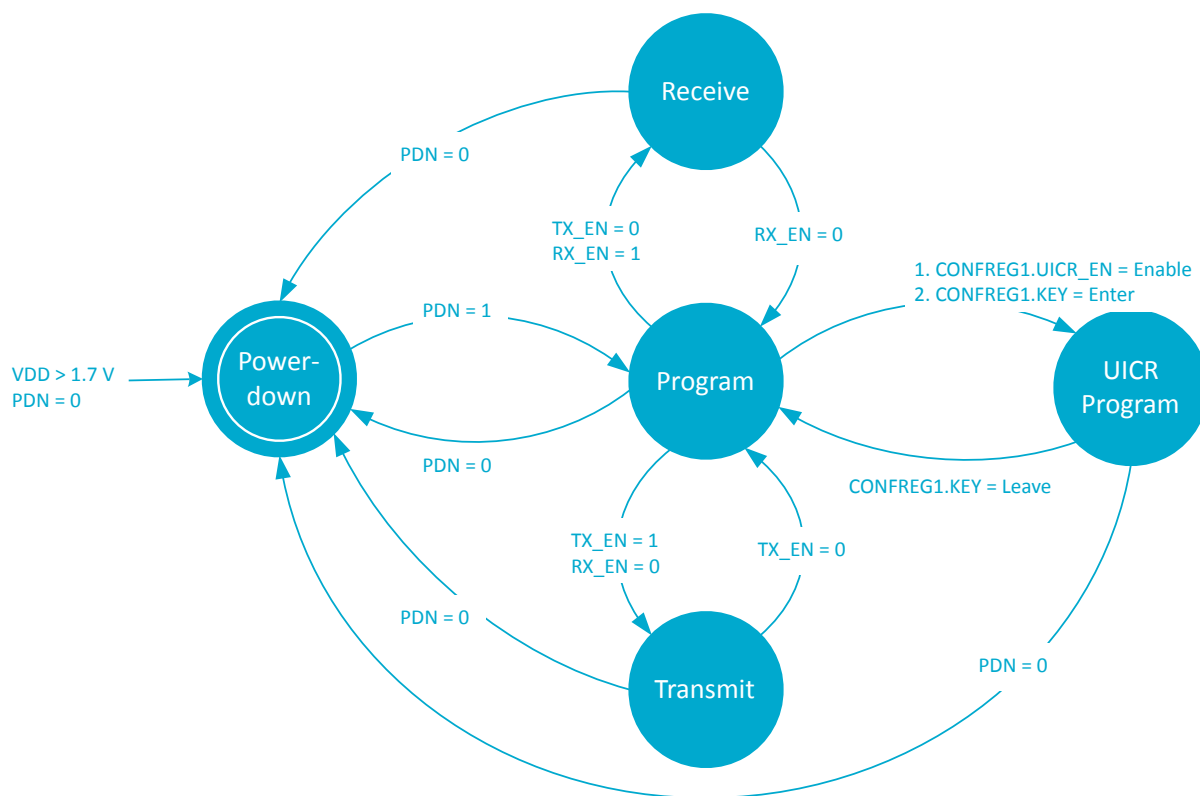 Receive
PDN = 0
TX_EN = 0
RX_EN = 1
RX_EN = 0
1. CONFREG1.UICR_EN = Enable
2. CONFREG1.KEY = Enter
PDN = 1
VDD > 1.7 V
PDN = 0
Power-
down
Program
UICR
Program
PDN = 0
CONFREG1.KEY = Leave
TX_EN = 1
RX_EN = 0
TX_EN = 0
PDN = 0
PDN = 0
Transmit